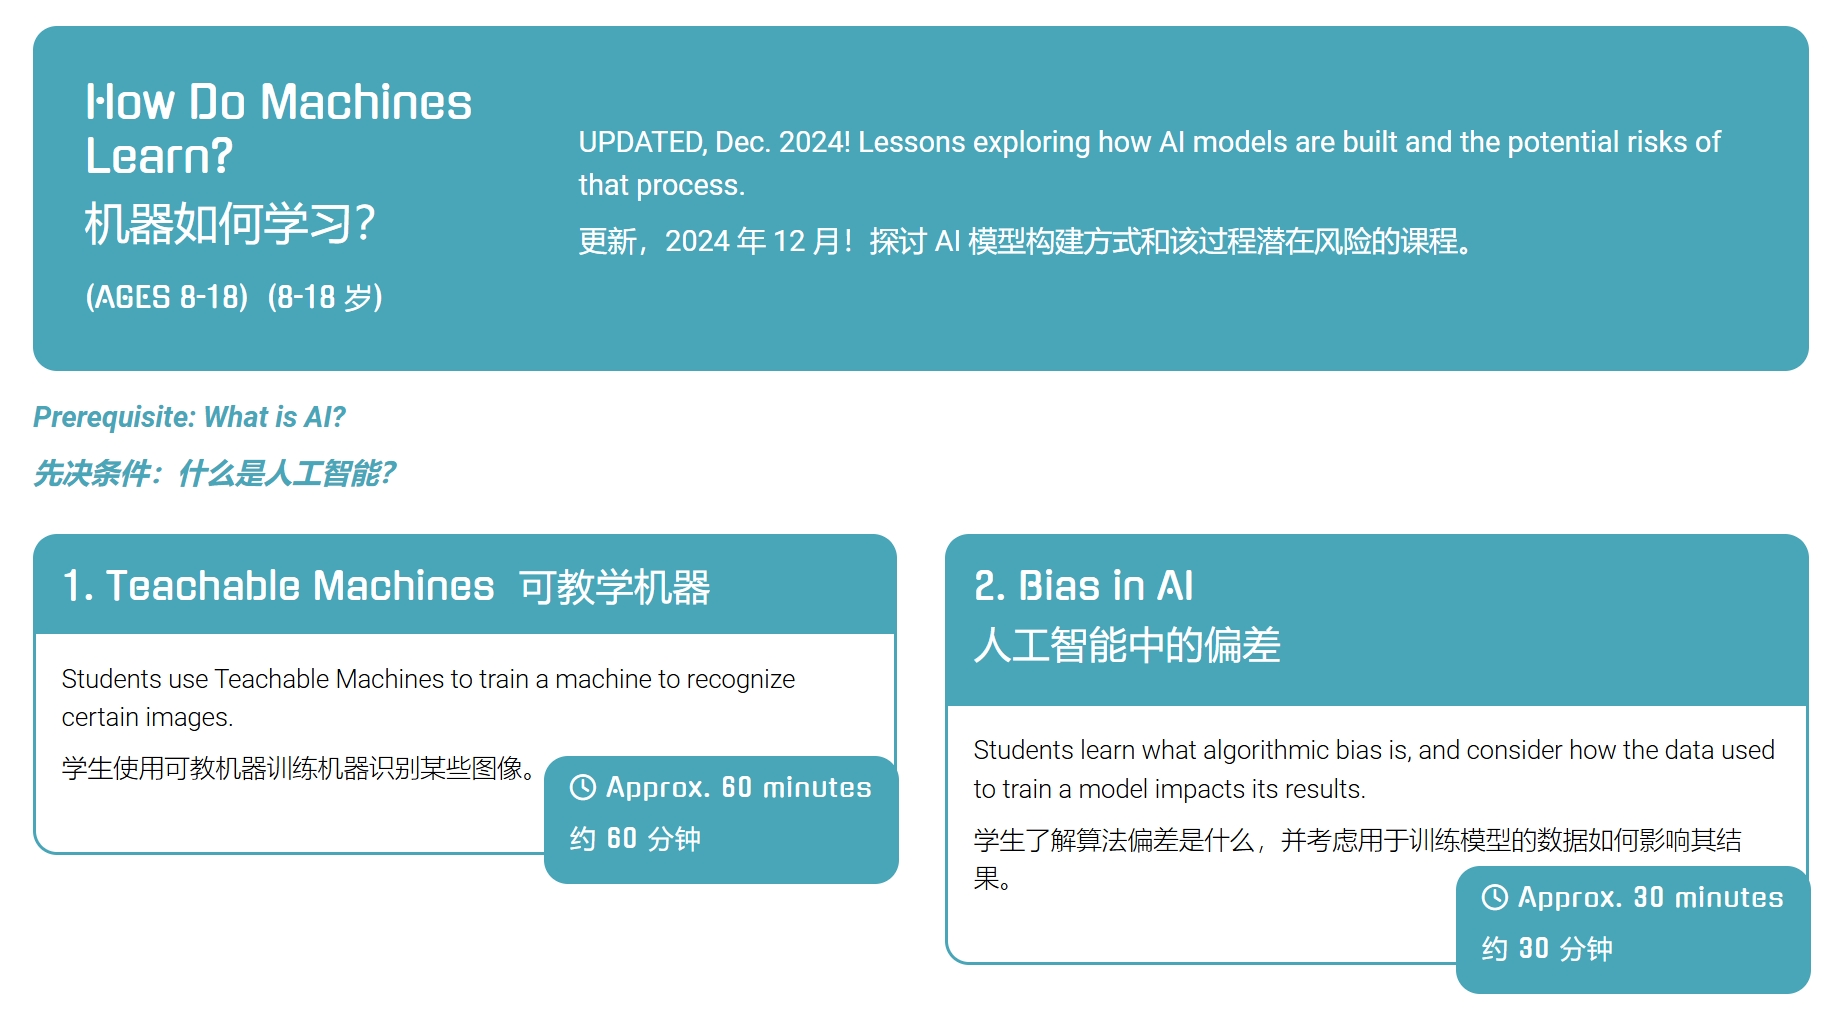 How Do Machines
Learn?
机器如何学习？
(AGES 8-18) (8-18 岁)
UPDATED, Dec. 2024! Lessons exploring how AI models are built and the potential risks of
that process.
更新，2024 年 12 月！探讨 AI 模型构建方式和该过程潜在风险的课程。
Prerequisite: What is AI?
先决条件：什么是人工智能？
1. Teachable Machines 可教学机器
Students use Teachable Machines to train a machine to recognize
certain images.
学生使用可教机器训练机器识别某些图像。
Approx. 60 minutes
约 60 分钟
2. Bias in AI
人工智能中的偏差
Students learn what algorithmic bias is, and consider how the data used
to train a model impacts its results.
学生了解算法偏差是什么，并考虑用于训练模型的数据如何影响其结
果。
Approx. 30 minutes
约 30 分钟